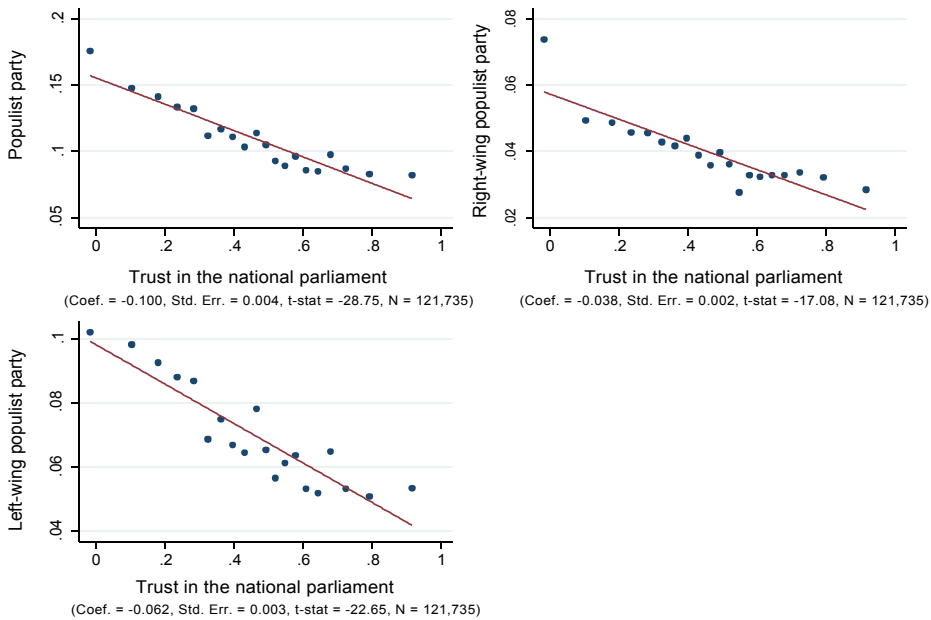 Populist party
.2
.15
.1
.05
0 .2 .4 .6 .8 1
Trust in the national parliament
(Coef. = -0.100, Std. Err. = 0.004, t-stat = -28.75, N = 121,735)
Right-wing populist party
.08
.06
.04
.02
0 .2 .4 .6 .8 1
Trust in the national parliament
(Coef. = -0.038, Std. Err. = 0.002, t-stat = -17.08, N = 121,735)
Left-wing populist party
.1
.08
.06
.04
0 .2 .4 .6 .8 1
Trust in the national parliament
(Coef. = -0.062, Std. Err. = 0.003, t-stat = -22.65, N = 121,735)